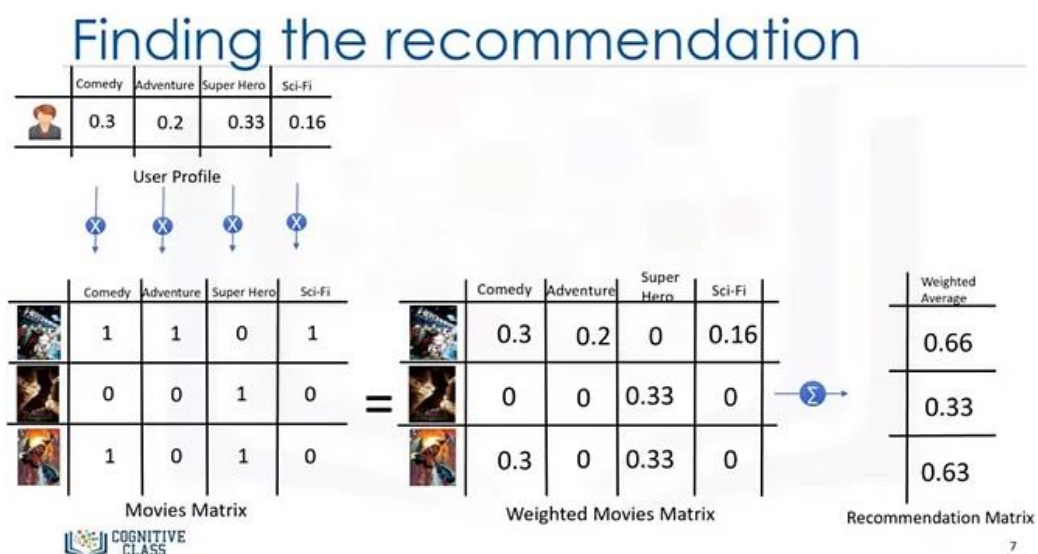 Finding the recommendation
Comedy Adventure Super Hero Sci-Fi
0.3 0.2 0.33 0.16
User Profile
X X X X
Comedy Adventure Super Hero Sci-Fi
1 1 0 1
0 0 1 0
1 0 1 0
Movies Matrix
=
Comedy Adventure Super Hero Sci-Fi
0.3 0.2 0 0.16
0 0 0.33 0
0.3 0 0.33 0
Weighted Movies Matrix
Σ
Weighted
Average
0.66
0.33
0.63
Recommendation Matrix
COGNITIVE
CLASS
7